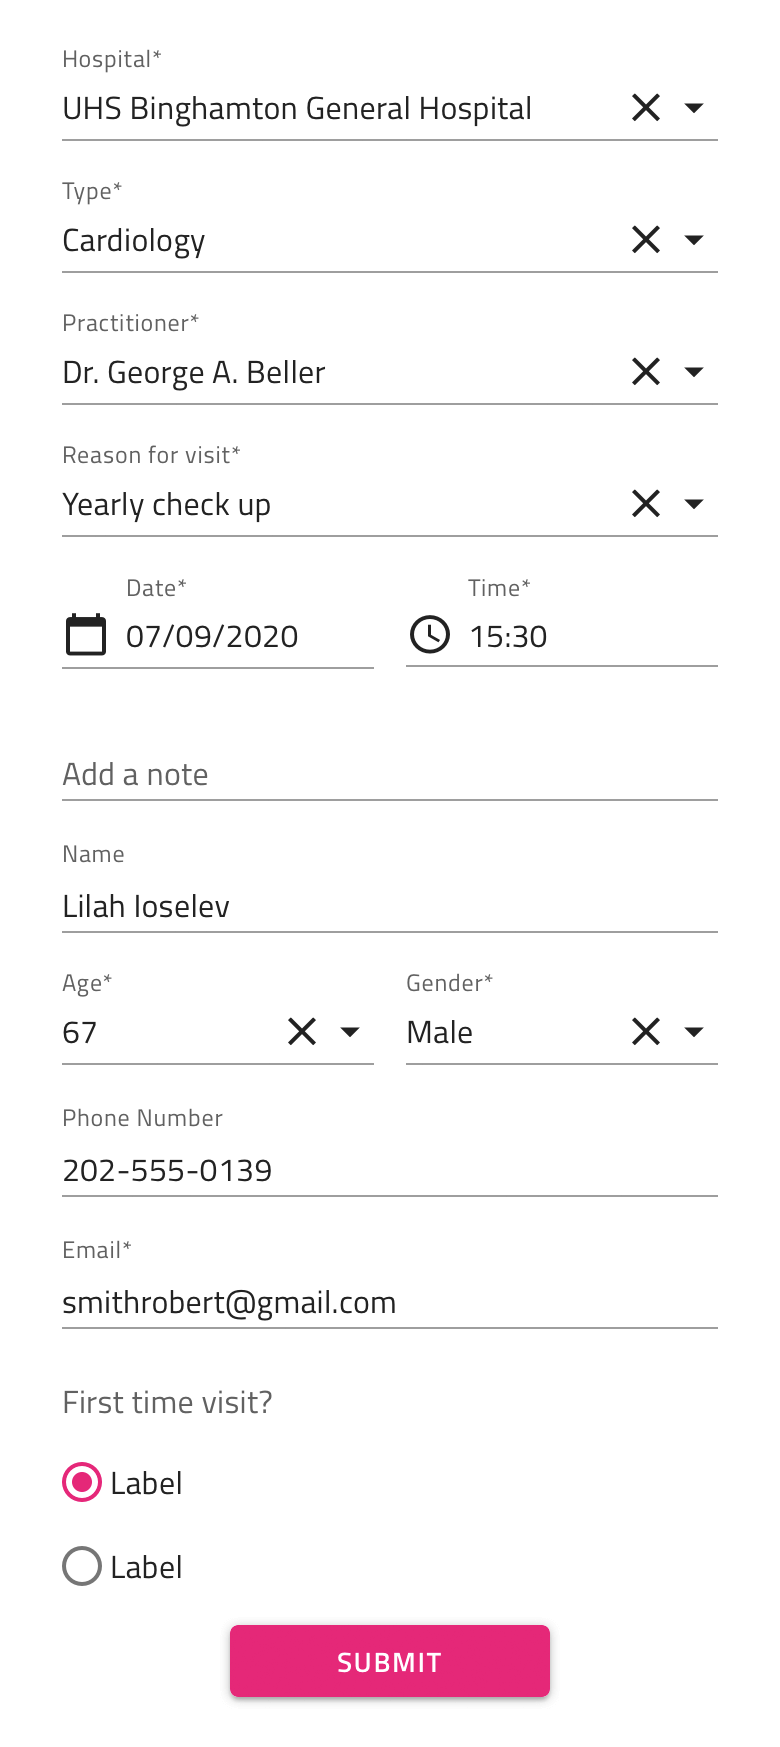 Hospital*
UHS Binghamton General Hospital
Type*
Cardiology
Practitioner*
Dr. George A. Beller
Reason for visit*
Yearly check up
Date*
07/09/2020
Time*
15:30
Add a note
Name
Lilah Ioselev
Age*
67
Gender*
Male
Phone Number
202-555-0139
Email*
smithrobert@gmail.com
First time visit?
Label
Label
SUBMIT